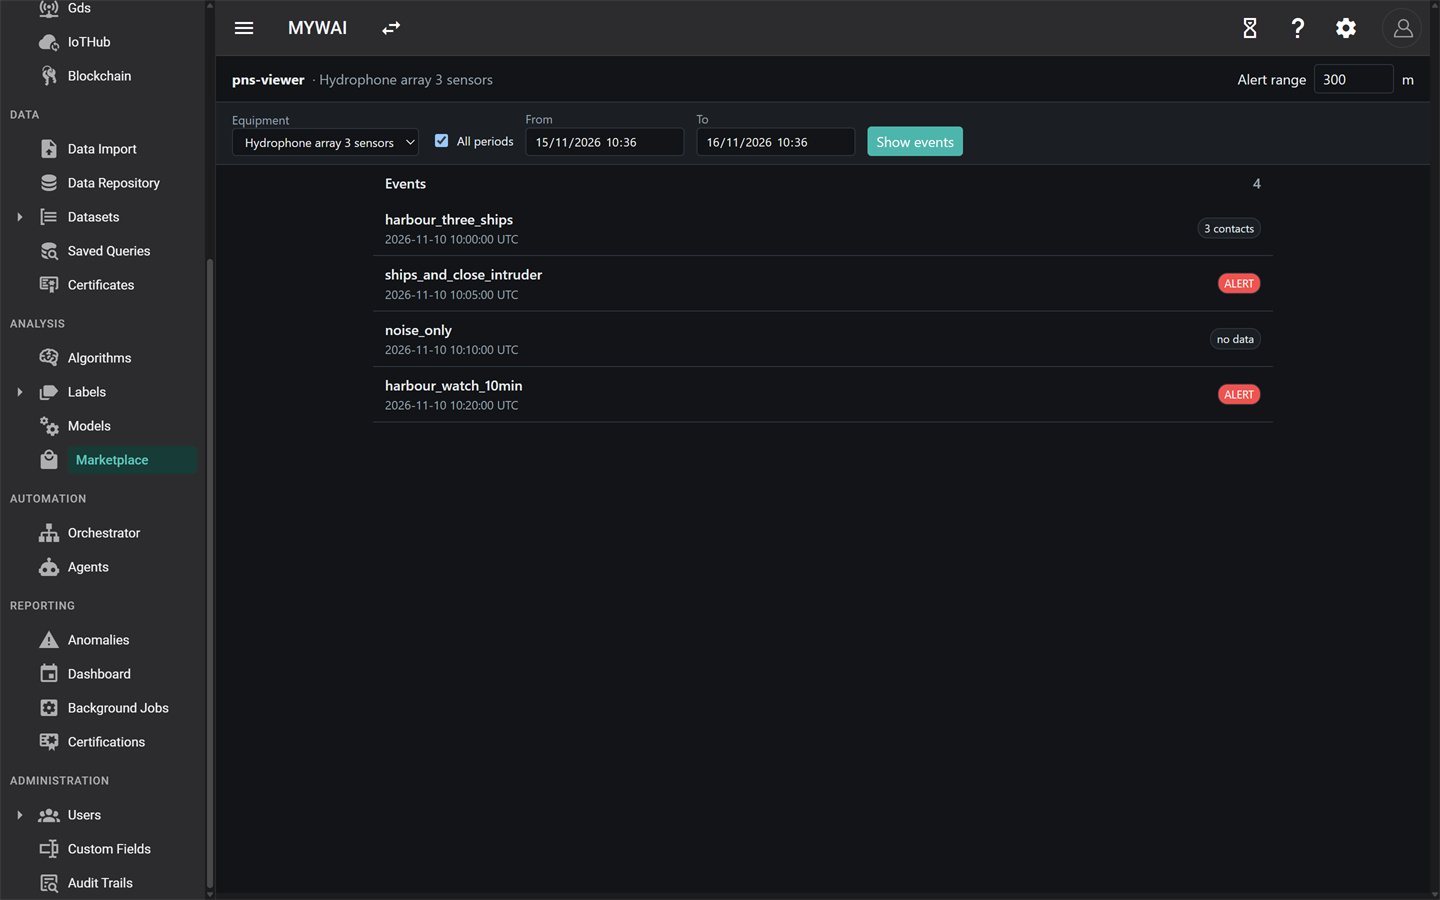 Gds
IoTHub
Blockchain
DATA
Data Import
Data Repository
Datasets
Saved Queries
Certificates
ANALYSIS
Algorithms
Labels
Models
Marketplace
AUTOMATION
Orchestrator
Agents
REPORTING
Anomalies
Dashboard
Background Jobs
Certifications
ADMINISTRATION
Users
Custom Fields
Audit Trails
MYWAI
?
pns-viewer · Hydrophone array 3 sensors
Alert range 300 m
Equipment
Hydrophone array 3 sensors
All periods
From
15/11/2026 10:36
To
16/11/2026 10:36
Show events
Events 4
harbour_three_ships
2026-11-10 10:00:00 UTC
3 contacts
ships_and_close_intruder
2026-11-10 10:05:00 UTC
ALERT
noise_only
2026-11-10 10:10:00 UTC
no data
harbour_watch_10min
2026-11-10 10:20:00 UTC
ALERT